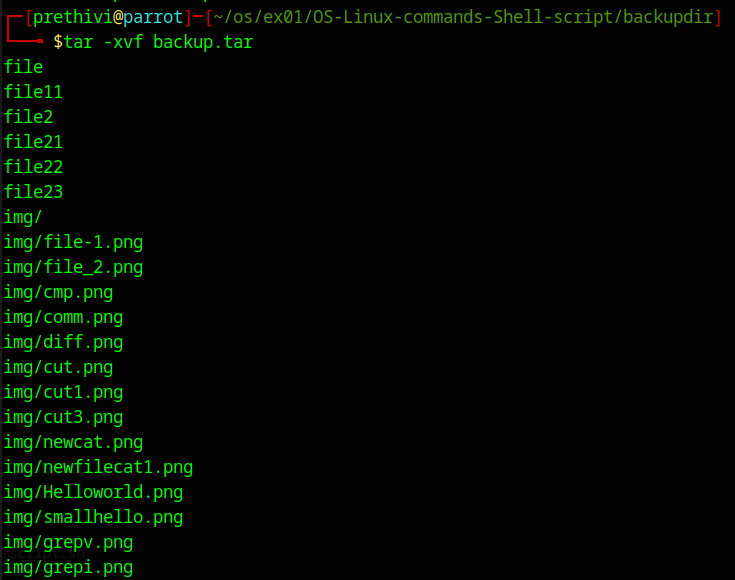 ┌─[prethivi@parrot]─[~/os/ex01/OS-Linux-commands-Shell-script/backupdir]
└──╼ $tar -xvf backup.tar
file
file11
file2
file21
file22
file23
img/
img/file-1.png
img/file_2.png
img/cmp.png
img/comm.png
img/diff.png
img/cut.png
img/cut1.png
img/cut3.png
img/newcat.png
img/newfilecat1.png
img/Helloworld.png
img/smallhello.png
img/grepv.png
img/grepi.png